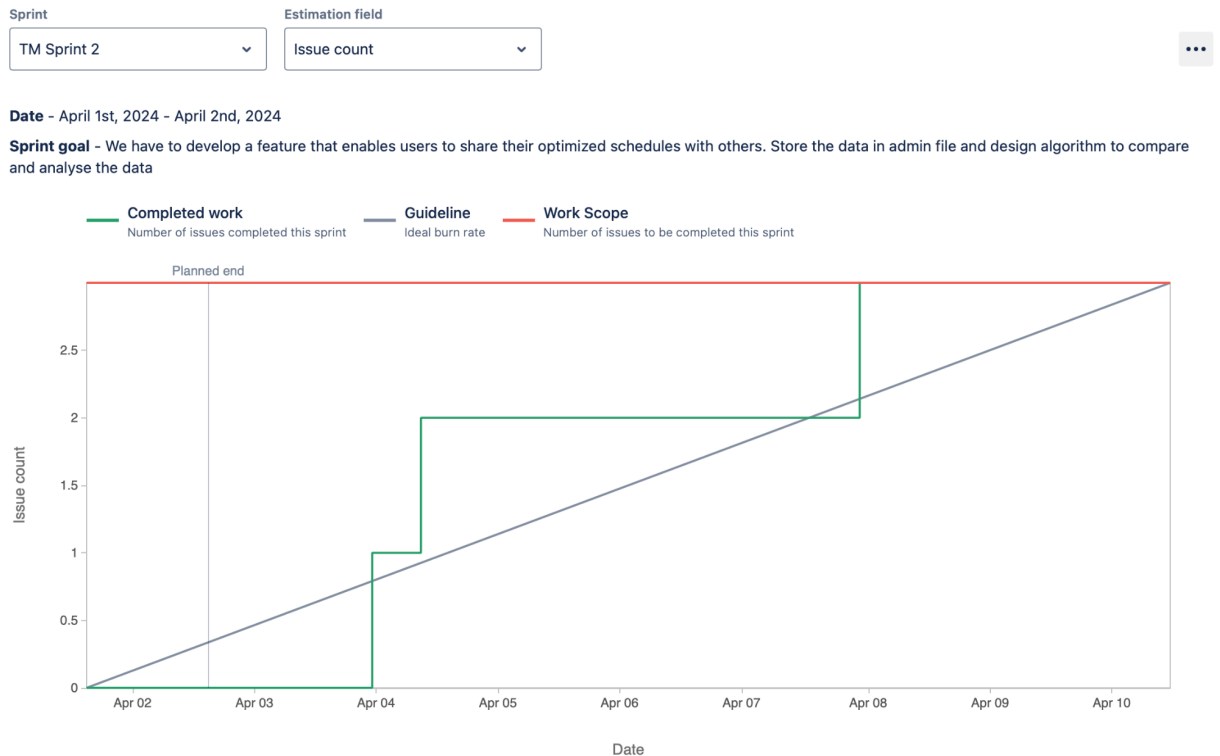 Sprint
Estimation field
TM Sprint 2
Issue count
Date - April 1st, 2024 - April 2nd, 2024
Sprint goal - We have to develop a feature that enables users to share their optimized schedules with others. Store the data in admin file and design algorithm to compare
and analyse the data
Completed work
Number of issues completed this sprint
Guideline
Ideal burn rate
Work Scope
Number of issues to be completed this sprint
Planned end
2.5
2
1.5
1
0.5
0
Issue count
Apr 02
Apr 03
Apr 04
Apr 05
Apr 06
Apr 07
Apr 08
Apr 09
Apr 10
Date